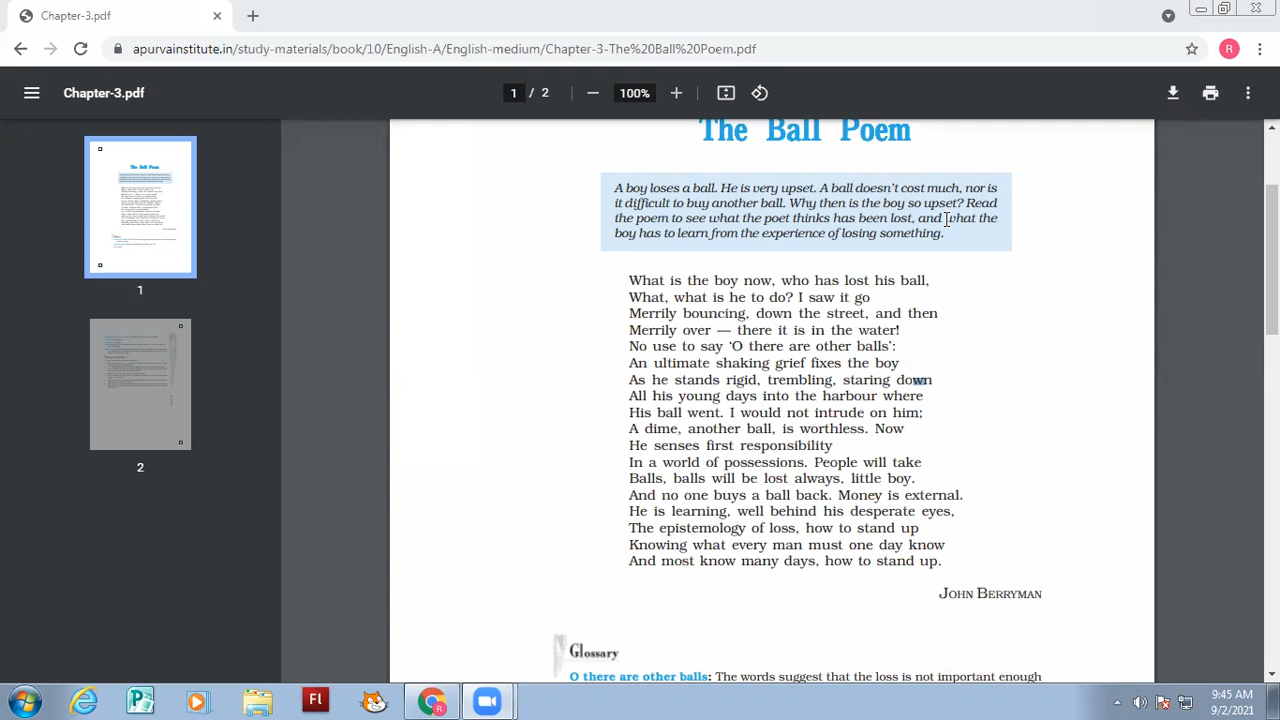 Chapter-3.pdf
apurvainstitute.in/study-materials/book/10/English-A/English-medium/Chapter-3-The%20Ball%20Poem.pdf
R
Chapter-3.pdf
1 / 2
100%
1
2
The Ball Poem
A boy loses a ball. He is very upset. A ball doesn't cost much, nor is
it difficult to buy another ball. Why then is the boy so upset? Read
the poem to see what the poet thinks has been lost, and what the
boy has to learn from the experience of losing something.
What is the boy now, who has lost his ball,
What, what is he to do? I saw it go
Merrily bouncing, down the street, and then
Merrily over — there it is in the water!
No use to say ‘O there are other balls’:
An ultimate shaking grief fixes the boy
As he stands rigid, trembling, staring down
All his young days into the harbour where
His ball went. I would not intrude on him;
A dime, another ball, is worthless. Now
He senses first responsibility
In a world of possessions. People will take
Balls, balls will be lost always, little boy.
And no one buys a ball back. Money is external.
He is learning, well behind his desperate eyes,
The epistemology of loss, how to stand up
Knowing what every man must one day know
And most know many days, how to stand up.
JOHN BERRYMAN
Glossary
O there are other balls: The words suggest that the loss is not important enough
Fl
R
9:45 AM
9/2/2021